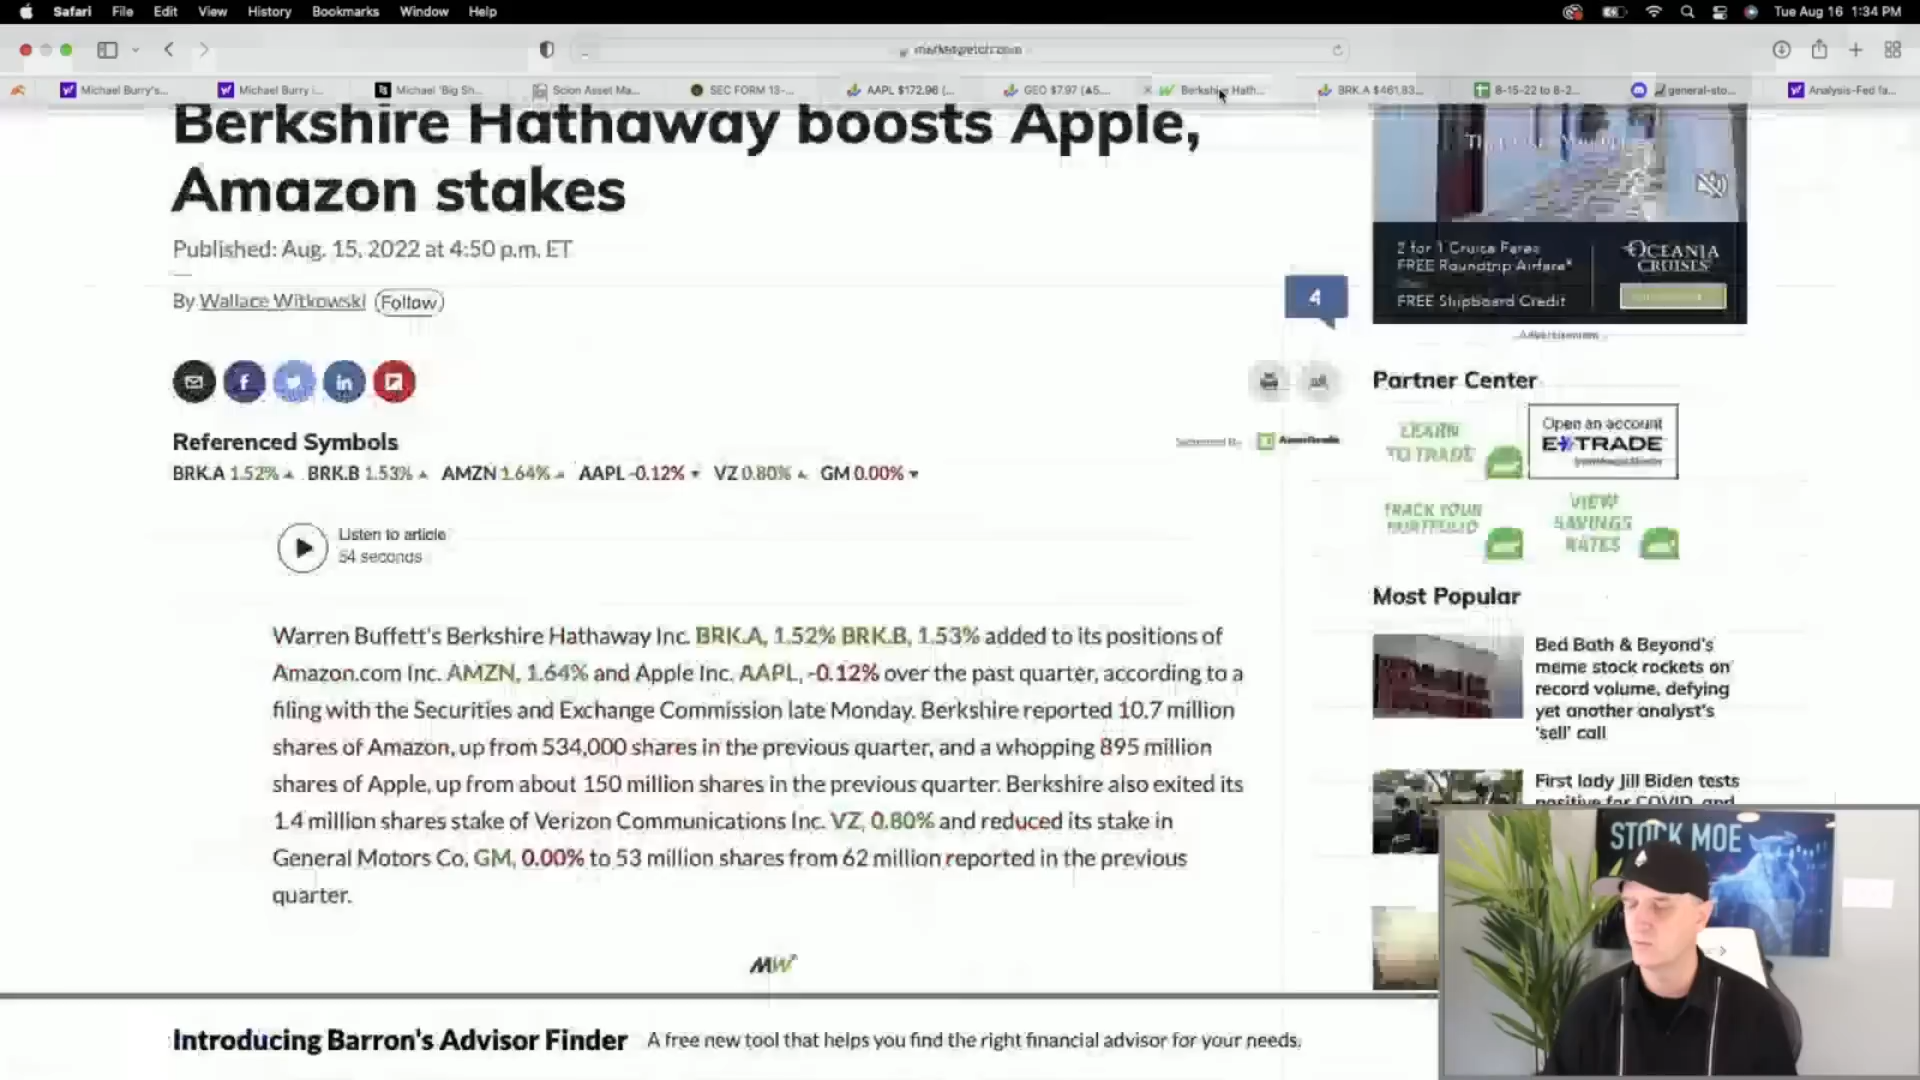 Safari File Edit View History Bookmarks Window Help
Tue Aug 16 1:34 PM
marketwatch.com
Michael Burry's...
Michael Burry i...
Michael 'Big Sh...
Scion Asset Ma...
SEC FORM 13-...
AAPL $172.96 (...
GEO $7.97 (▲5....
Berkshire Hath...
BRK.A $461,83...
8-15-22 to 8-2...
general-sto...
Analysis-Fed fa...
Berkshire Hathaway boosts Apple,
Amazon stakes
Published: Aug. 15, 2022 at 4:50 p.m. ET
By Wallace Witkowski Follow
4
Referenced Symbols
BRK.A 1.52% BRK.B 1.53% AMZN 1.64% AAPL -0.12% VZ 0.80% GM 0.00%
Listen to article
54 seconds
Warren Buffett's Berkshire Hathaway Inc. BRK.A, 1.52% BRK.B, 1.53% added to its positions of
Amazon.com Inc. AMZN, 1.64% and Apple Inc. AAPL, -0.12% over the past quarter, according to a
filing with the Securities and Exchange Commission late Monday. Berkshire reported 10.7 million
shares of Amazon, up from 534,000 shares in the previous quarter, and a whopping 895 million
shares of Apple, up from about 150 million shares in the previous quarter. Berkshire also exited its
1.4 million shares stake of Verizon Communications Inc. VZ, 0.80% and reduced its stake in
General Motors Co. GM, 0.00% to 53 million shares from 62 million reported in the previous
quarter.
MW
Introducing Barron's Advisor Finder A free new tool that helps you find the right financial advisor for your needs.
2 for 1 Cruise Fares
FREE Roundtrip Airfare*
FREE Shipboard Credit
OCEANIA
CRUISES
Advertisement
Partner Center
LEARN
TO TRADE
Open an account
E*TRADE
TRACK YOUR
PORTFOLIO
VIEW
SAVINGS
RATES
Most Popular
Bed Bath & Beyond's
meme stock rockets on
record volume, defying
yet another analyst's
'sell' call
First lady Jill Biden tests
positive for COVID, and
STOCK MOE